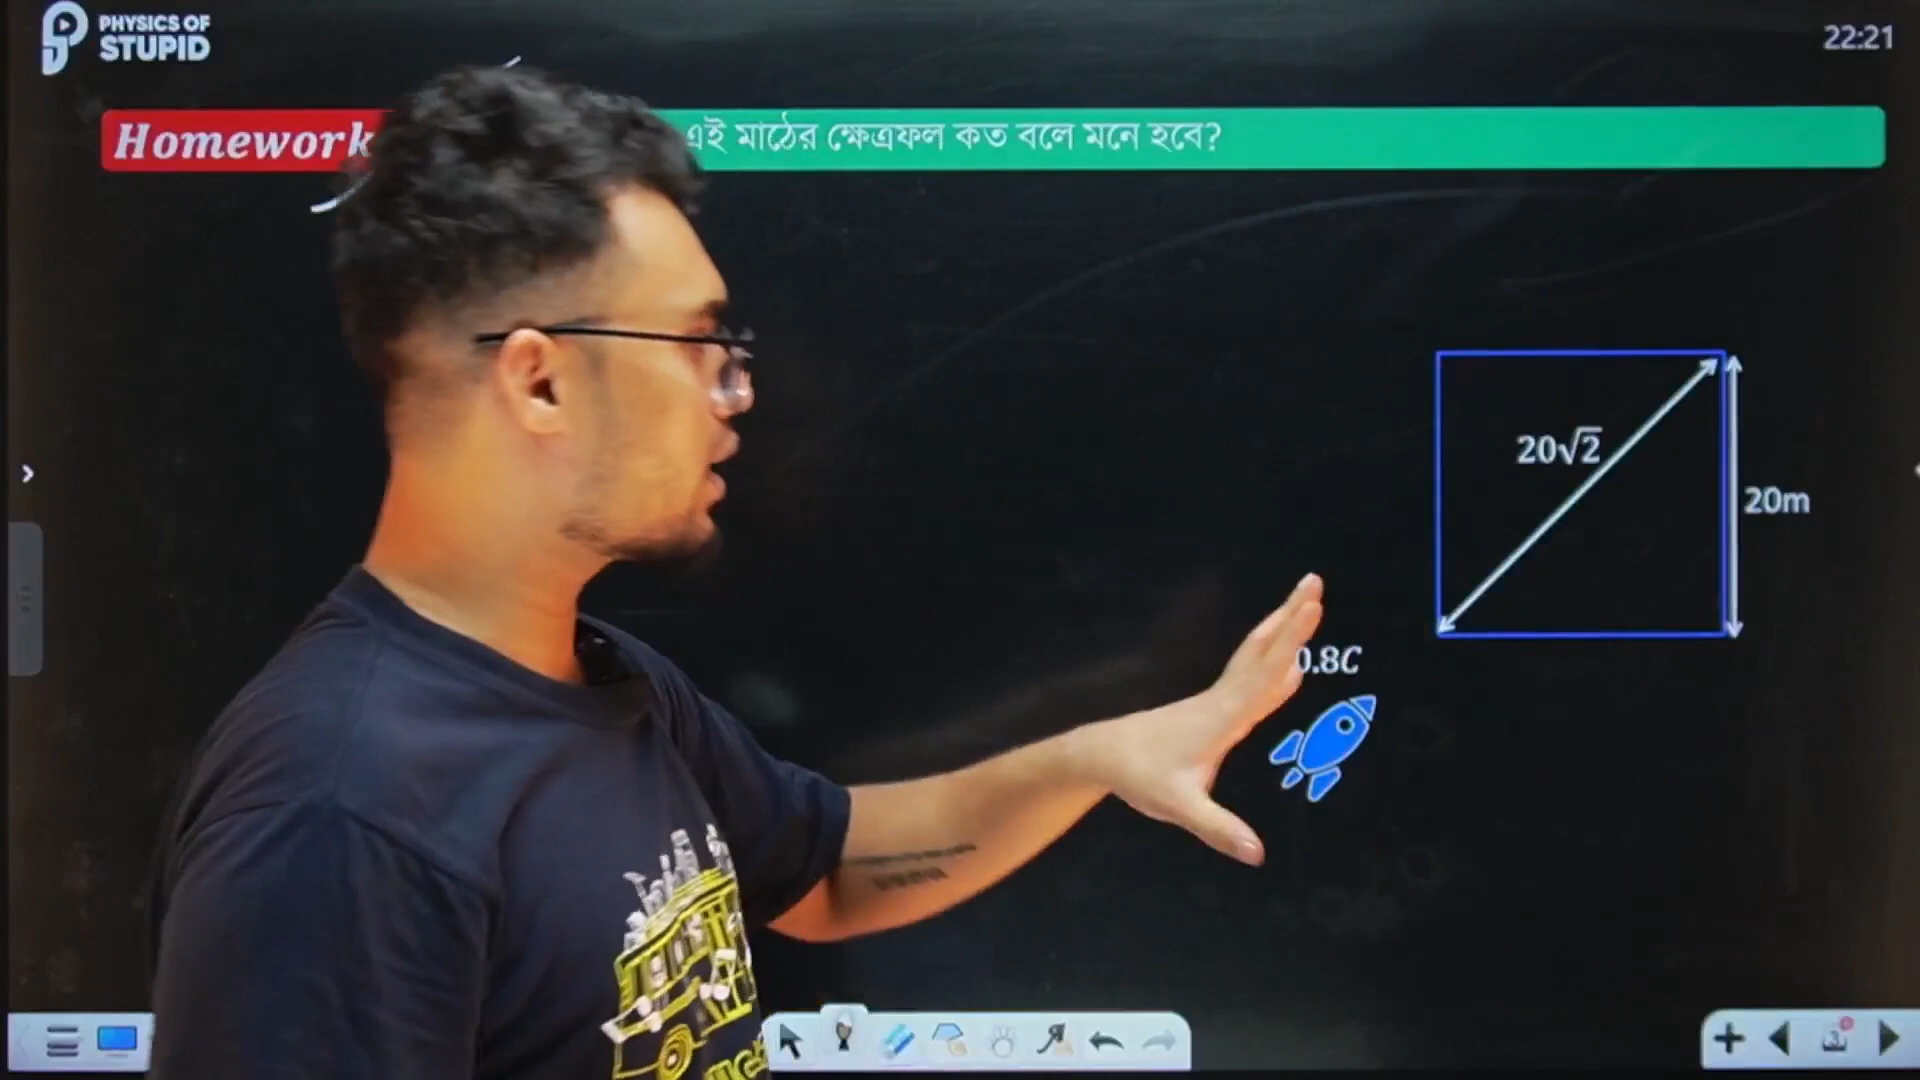 PHYSICS OF
STUPID
22:21
Homework
এই মাঠের ক্ষেত্রফল কত বলে মনে হবে?
20√2
20m
0.8C